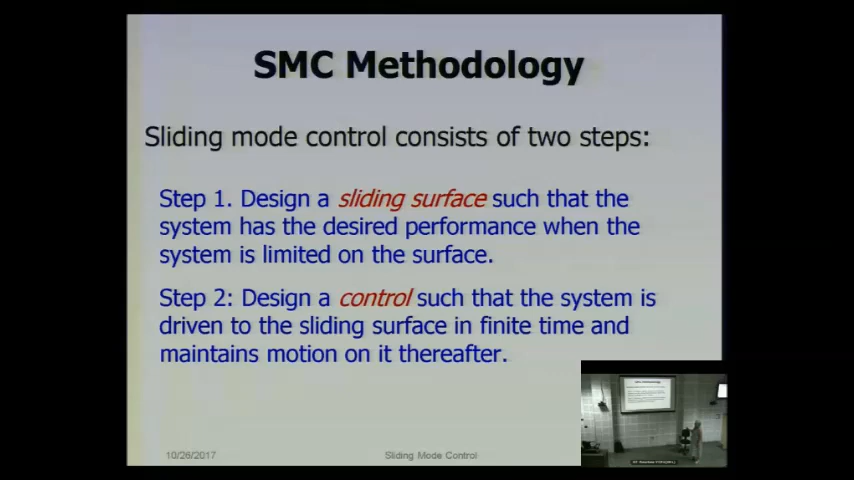 SMC Methodology
Sliding mode control consists of two steps:
Step 1. Design a sliding surface such that the
system has the desired performance when the
system is limited on the surface.
Step 2: Design a control such that the system is
driven to the sliding surface in finite time and
maintains motion on it thereafter.
10/26/2017
Sliding Mode Control